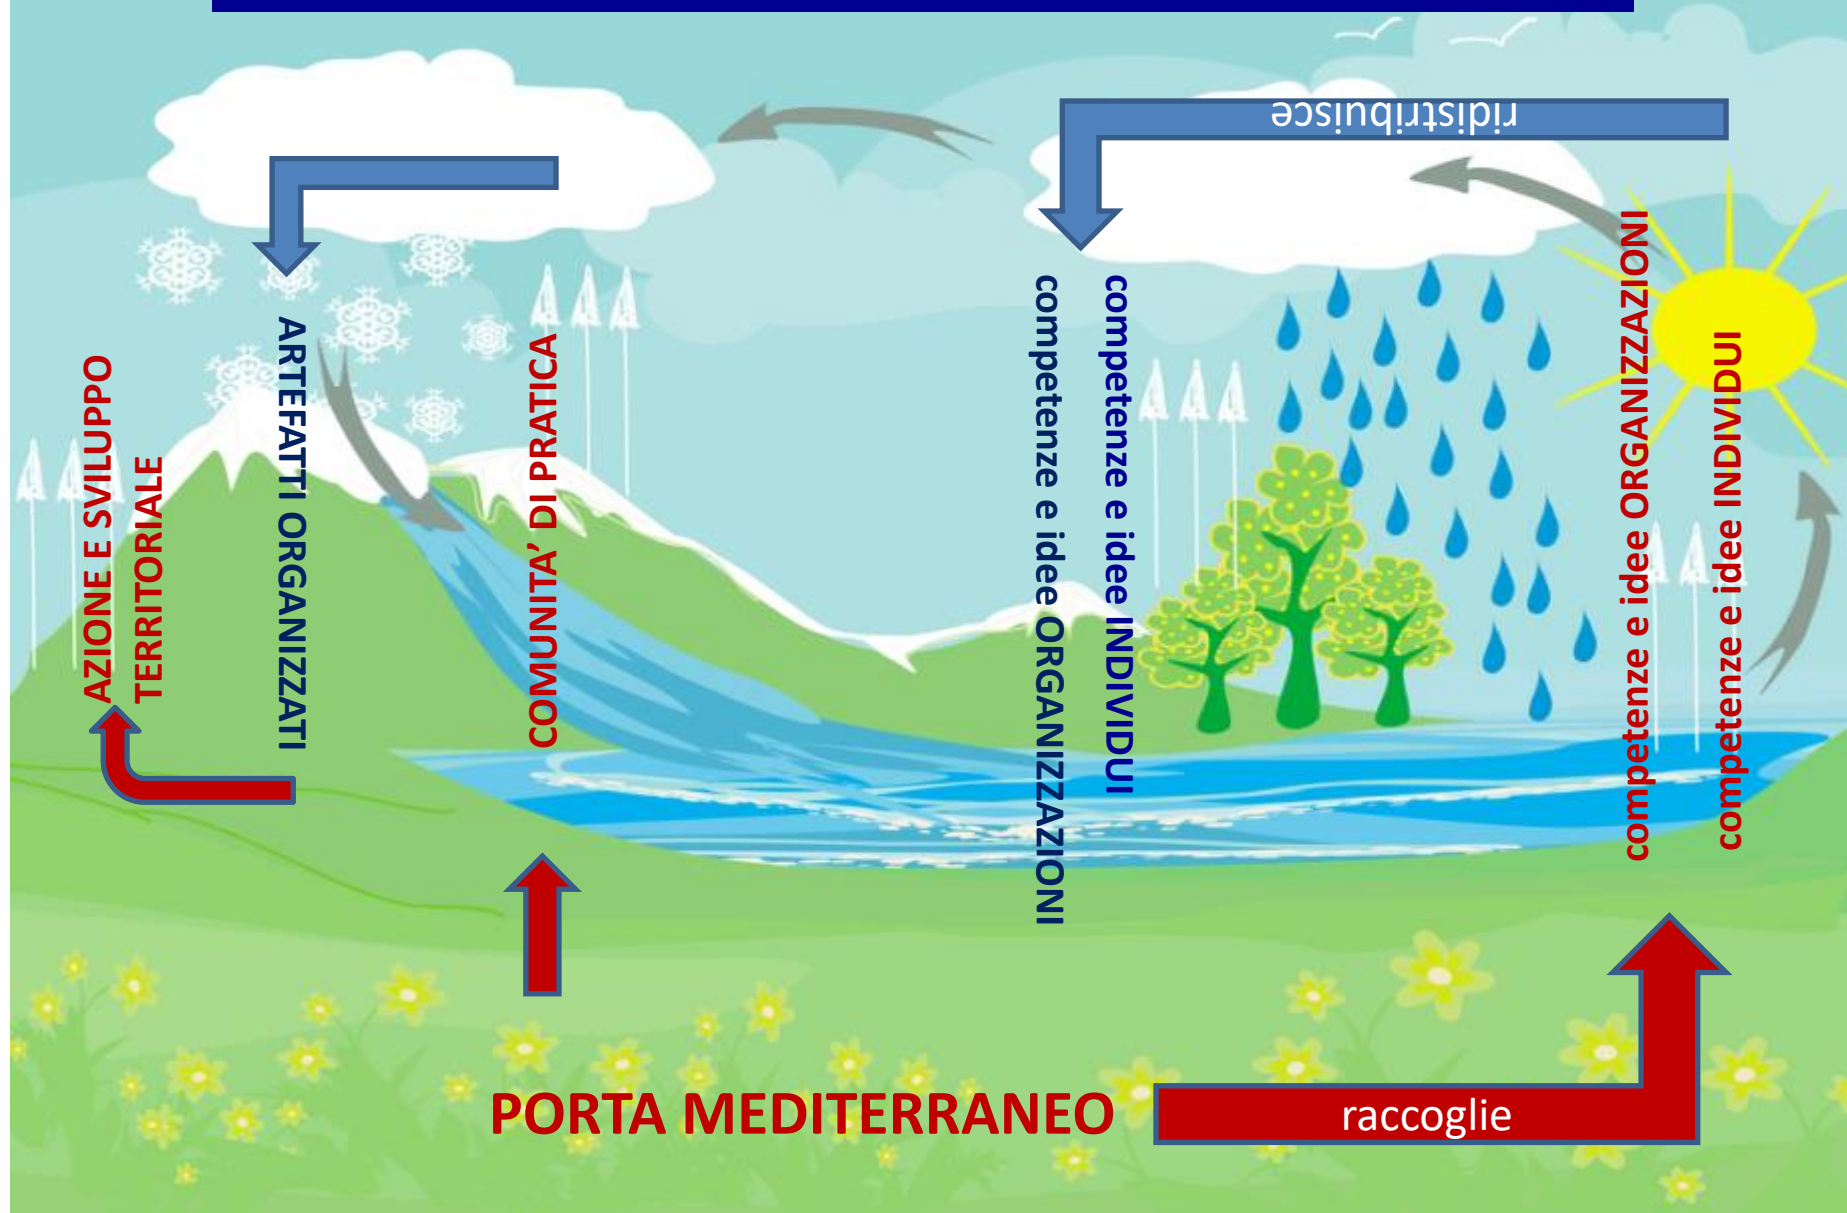 ridistribuisce
AZIONE E SVILUPPO
TERRITORIALE
ARTEFATTI ORGANIZZATI
COMUNITA’ DI PRATICA
competenze e idee ORGANIZZAZIONI
competenze e idee INDIVIDUI
competenze e idee ORGANIZZAZIONI
competenze e idee INDIVIDUI
PORTA MEDITERRANEO
raccoglie